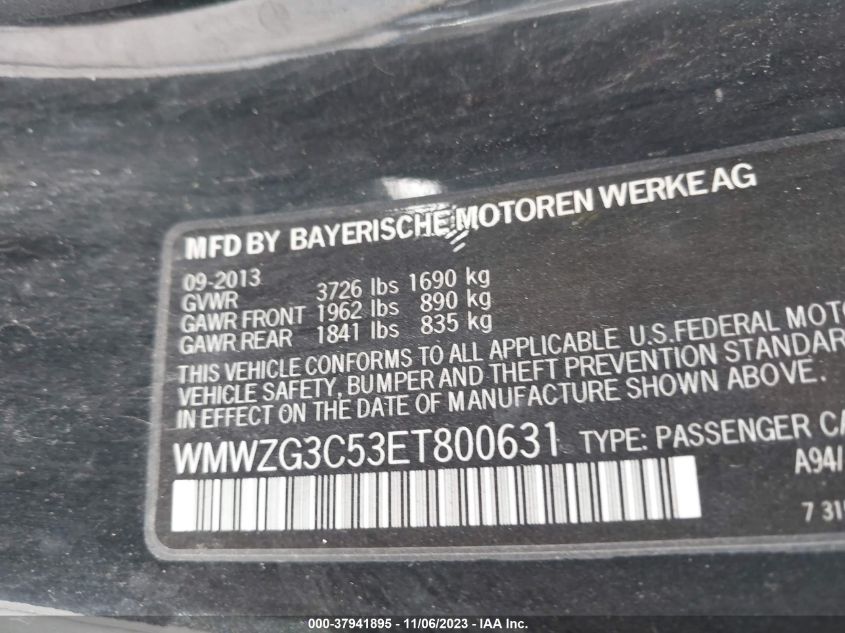 MFD BY BAYERISCHE MOTOREN WERKE AG
09-2013
GVWR 3726 lbs 1690 kg
GAWR FRONT 1962 lbs 890 kg
GAWR REAR 1841 lbs 835 kg
THIS VEHICLE CONFORMS TO ALL APPLICABLE U.S.FEDERAL MOTO
VEHICLE SAFETY, BUMPER AND THEFT PREVENTION STANDAR
IN EFFECT ON THE DATE OF MANUFACTURE SHOWN ABOVE.
WMWZG3C53ET800631 TYPE: PASSENGER CA
A94/
7 31
000-37941895 - 11/06/2023 - IAA Inc.